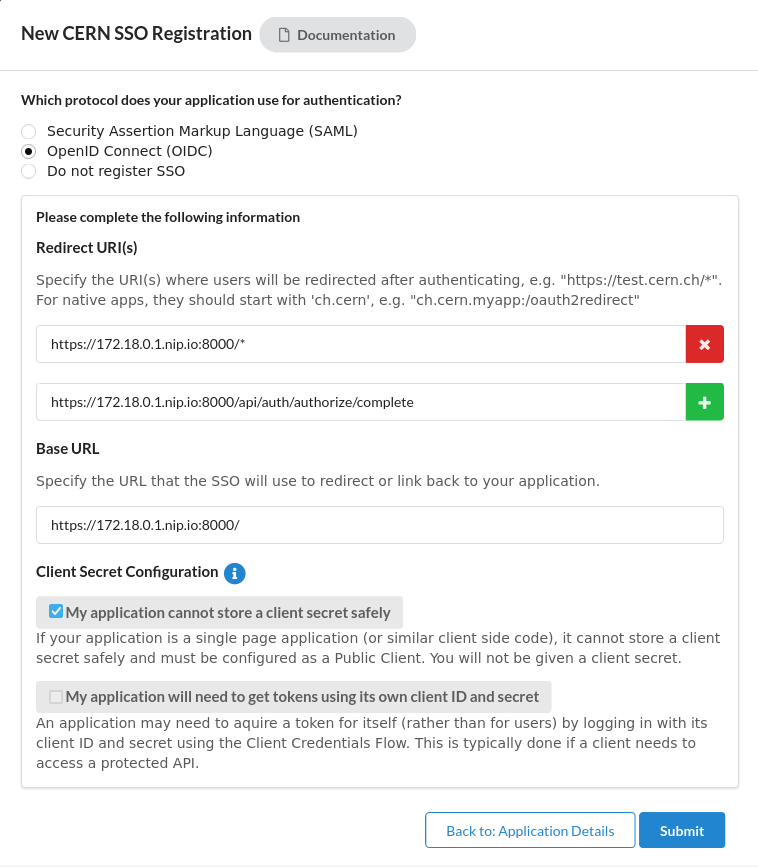 New CERN SSO Registration
Documentation
Which protocol does your application use for authentication?
Security Assertion Markup Language (SAML)
OpenID Connect (OIDC)
Do not register SSO
Please complete the following information
Redirect URI(s)
Specify the URI(s) where users will be redirected after authenticating, e.g. "https://test.cern.ch/*".
For native apps, they should start with 'ch.cern', e.g. "ch.cern.myapp:/oauth2redirect"
https://172.18.0.1.nip.io:8000/*
https://172.18.0.1.nip.io:8000/api/auth/authorize/complete
Base URL
Specify the URL that the SSO will use to redirect or link back to your application.
https://172.18.0.1.nip.io:8000/
Client Secret Configuration
My application cannot store a client secret safely
If your application is a single page application (or similar client side code), it cannot store a client
secret safely and must be configured as a Public Client. You will not be given a client secret.
My application will need to get tokens using its own client ID and secret
An application may need to aquire a token for itself (rather than for users) by logging in with its
client ID and secret using the Client Credentials Flow. This is typically done if a client needs to
access a protected API.
Back to: Application Details
Submit